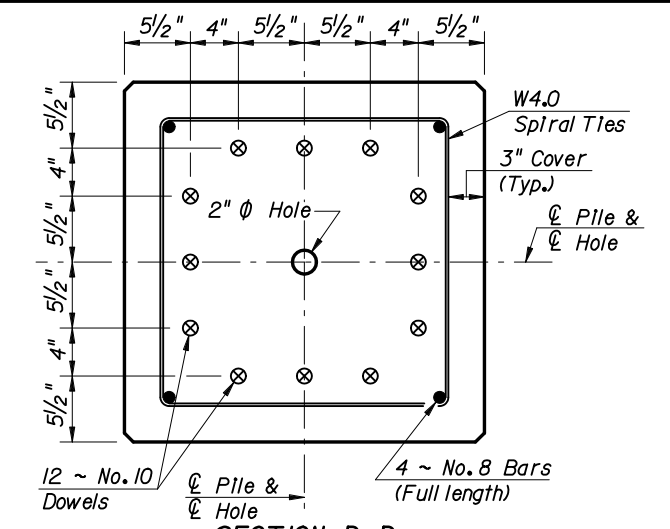 5½" 4" 5½" 5½" 4" 5½"
5½"
4"
5½"
5½"
4"
5½"
W4.0
Spiral Ties
3" Cover
(Typ.)
2" ϕ Hole
℄ Pile &
℄ Hole
12 ~ No. 10
Dowels
℄ Pile &
℄ Hole
4 ~ No. 8 Bars
(Full length)